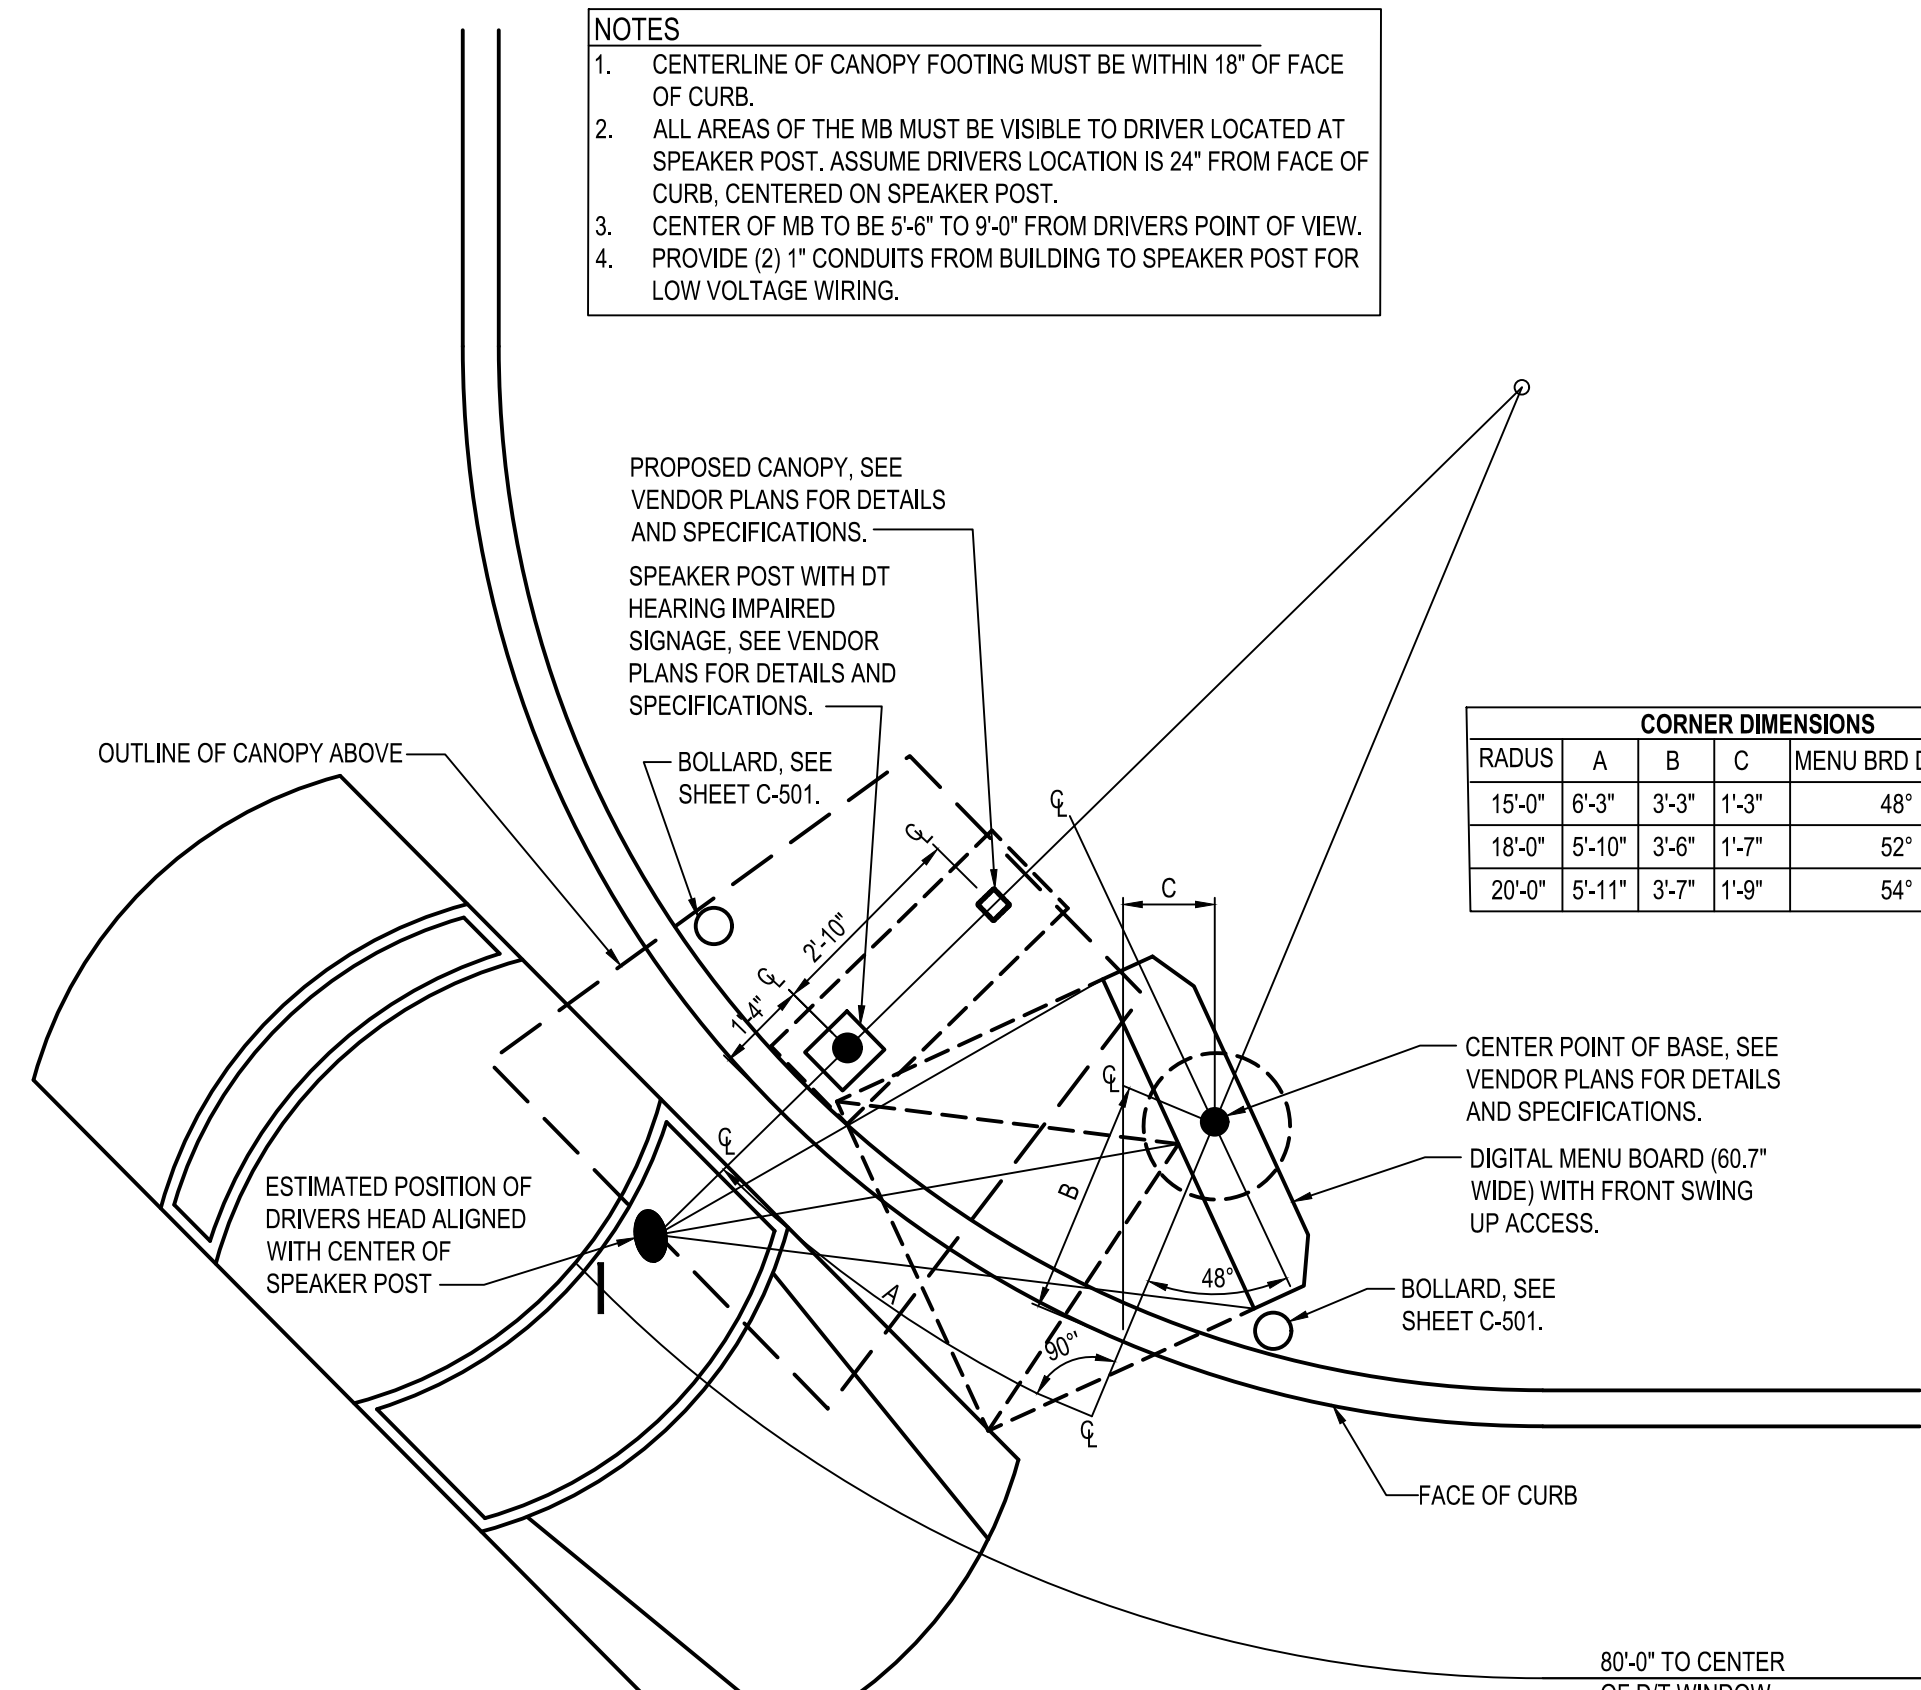 NOTES
1. CENTERLINE OF CANOPY FOOTING MUST BE WITHIN 18" OF FACE
OF CURB.
2. ALL AREAS OF THE MB MUST BE VISIBLE TO DRIVER LOCATED AT
SPEAKER POST. ASSUME DRIVERS LOCATION IS 24" FROM FACE OF
CURB, CENTERED ON SPEAKER POST.
3. CENTER OF MB TO BE 5'-6" TO 9'-0" FROM DRIVERS POINT OF VIEW.
4. PROVIDE (2) 1" CONDUITS FROM BUILDING TO SPEAKER POST FOR
LOW VOLTAGE WIRING.
PROPOSED CANOPY, SEE
VENDOR PLANS FOR DETAILS
AND SPECIFICATIONS.
SPEAKER POST WITH DT
HEARING IMPAIRED
SIGNAGE, SEE VENDOR
PLANS FOR DETAILS AND
SPECIFICATIONS.
OUTLINE OF CANOPY ABOVE
BOLLARD, SEE
SHEET C-501.
CORNER DIMENSIONS
RADUS A B C MENU BRD
15'-0" 6'-3" 3'-3" 1'-3" 48°
18'-0" 5'-10" 3'-6" 1'-7" 52°
20'-0" 5'-11" 3'-7" 1'-9" 54°
℄
℄
C
2'-10"
℄
1'-4"
CENTER POINT OF BASE, SEE
VENDOR PLANS FOR DETAILS
AND SPECIFICATIONS.
℄
℄
B
DIGITAL MENU BOARD (60.7"
WIDE) WITH FRONT SWING
UP ACCESS.
ESTIMATED POSITION OF
DRIVERS HEAD ALIGNED
WITH CENTER OF
SPEAKER POST
A
48°
90°'
℄
BOLLARD, SEE
SHEET C-501.
FACE OF CURB
80'-0" TO CENTER
OF D/T WINDOW